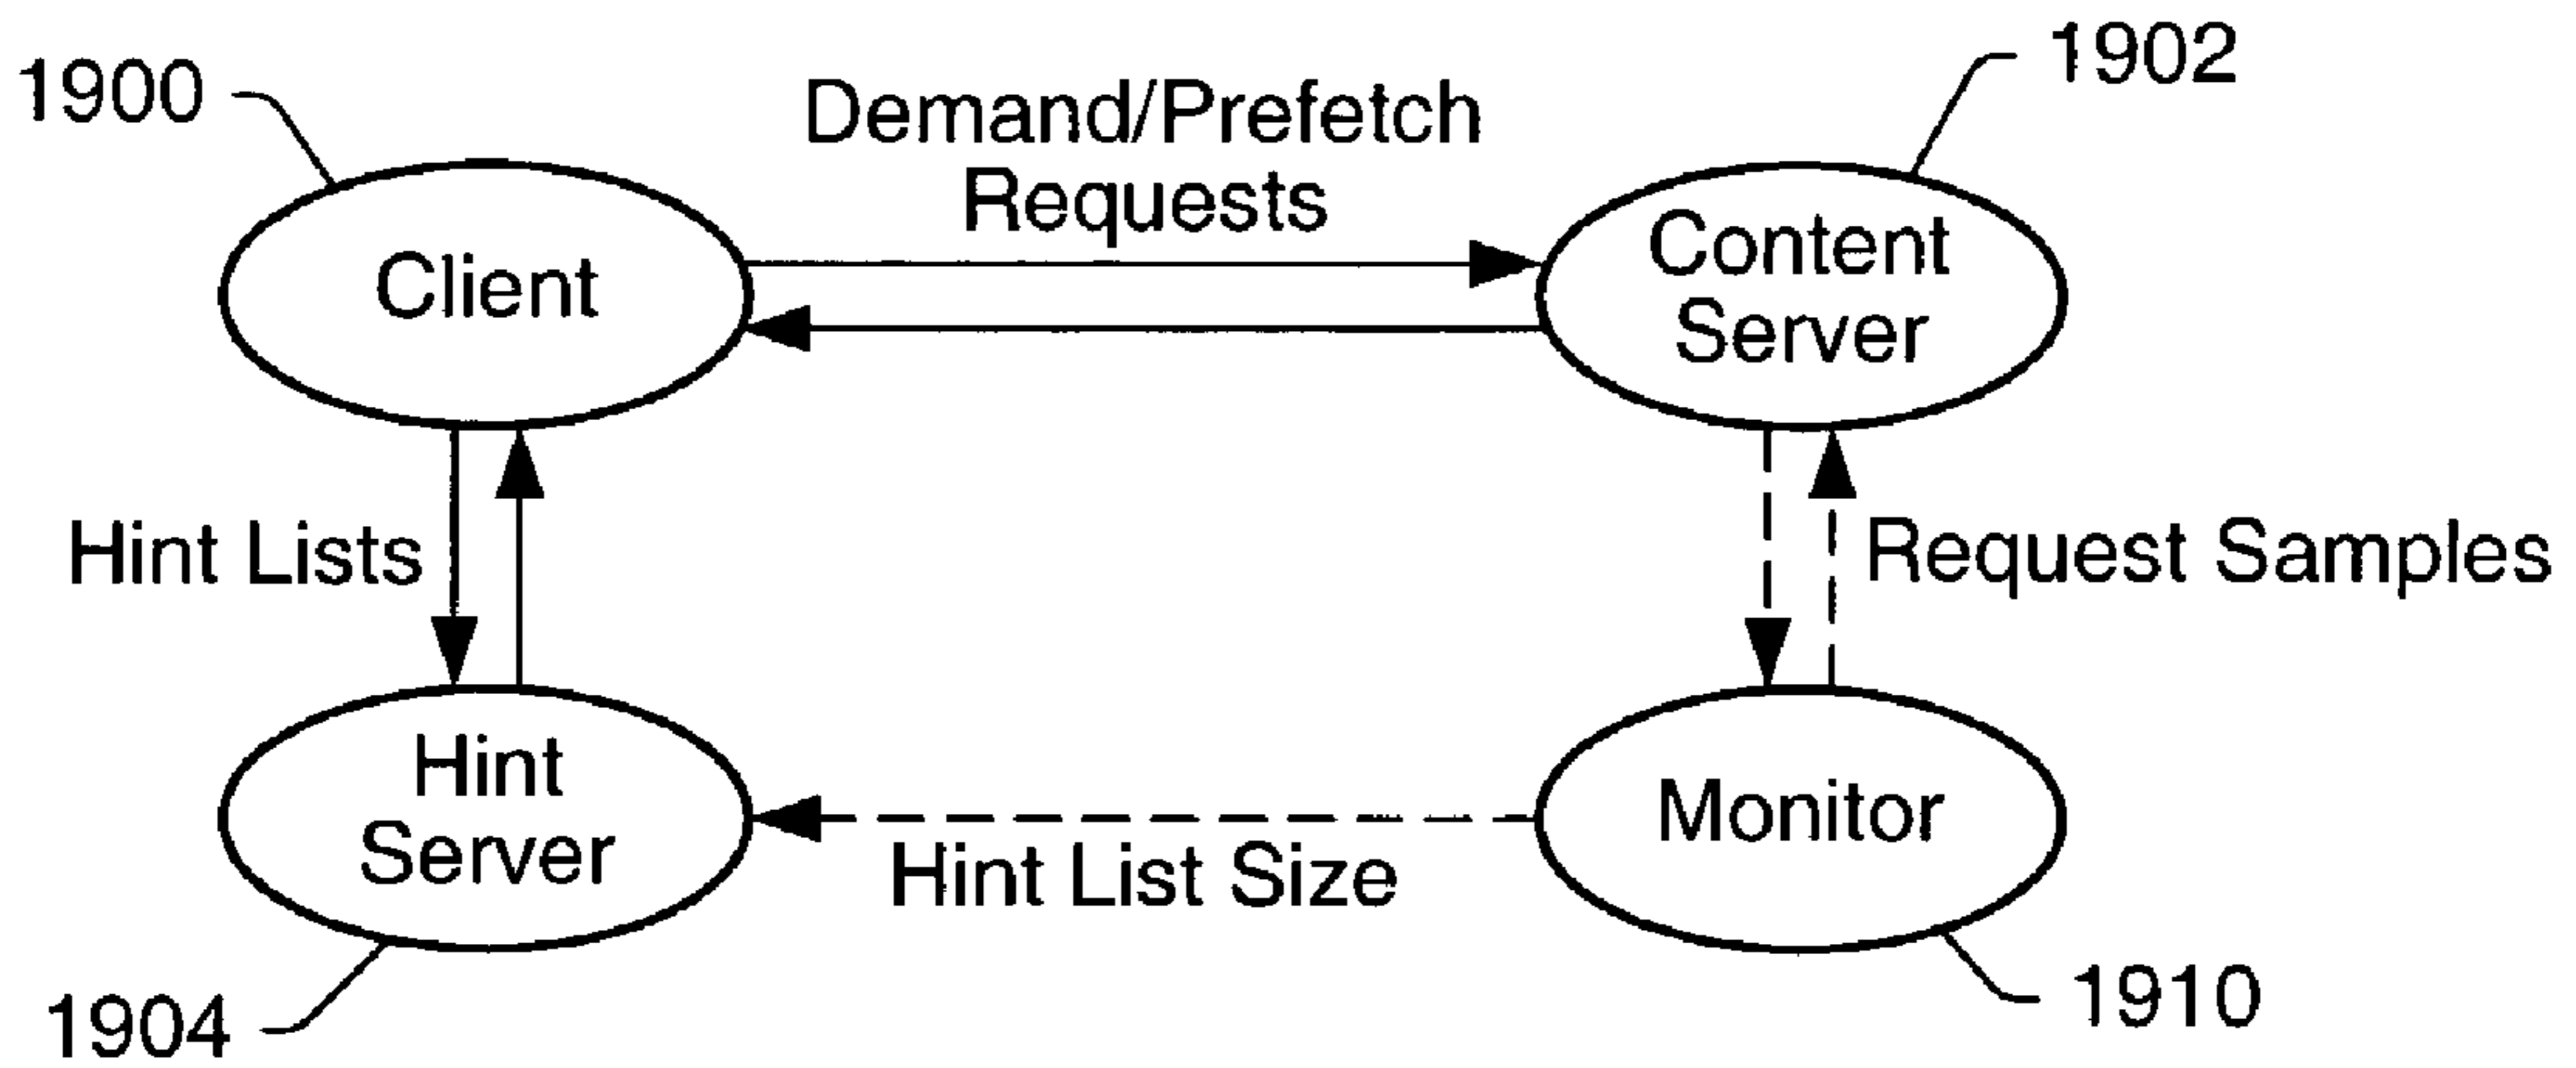 1900
1902
Demand/Prefetch
Requests
Client
Content
Server
Hint Lists
Request Samples
Hint
Server
Monitor
Hint List Size
1904
1910